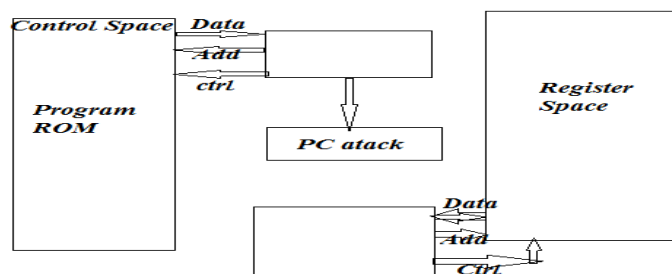 Control Space
Data
Add
ctrl
Program
ROM
PC atack
Register
Space
Data
Add
Ctrl